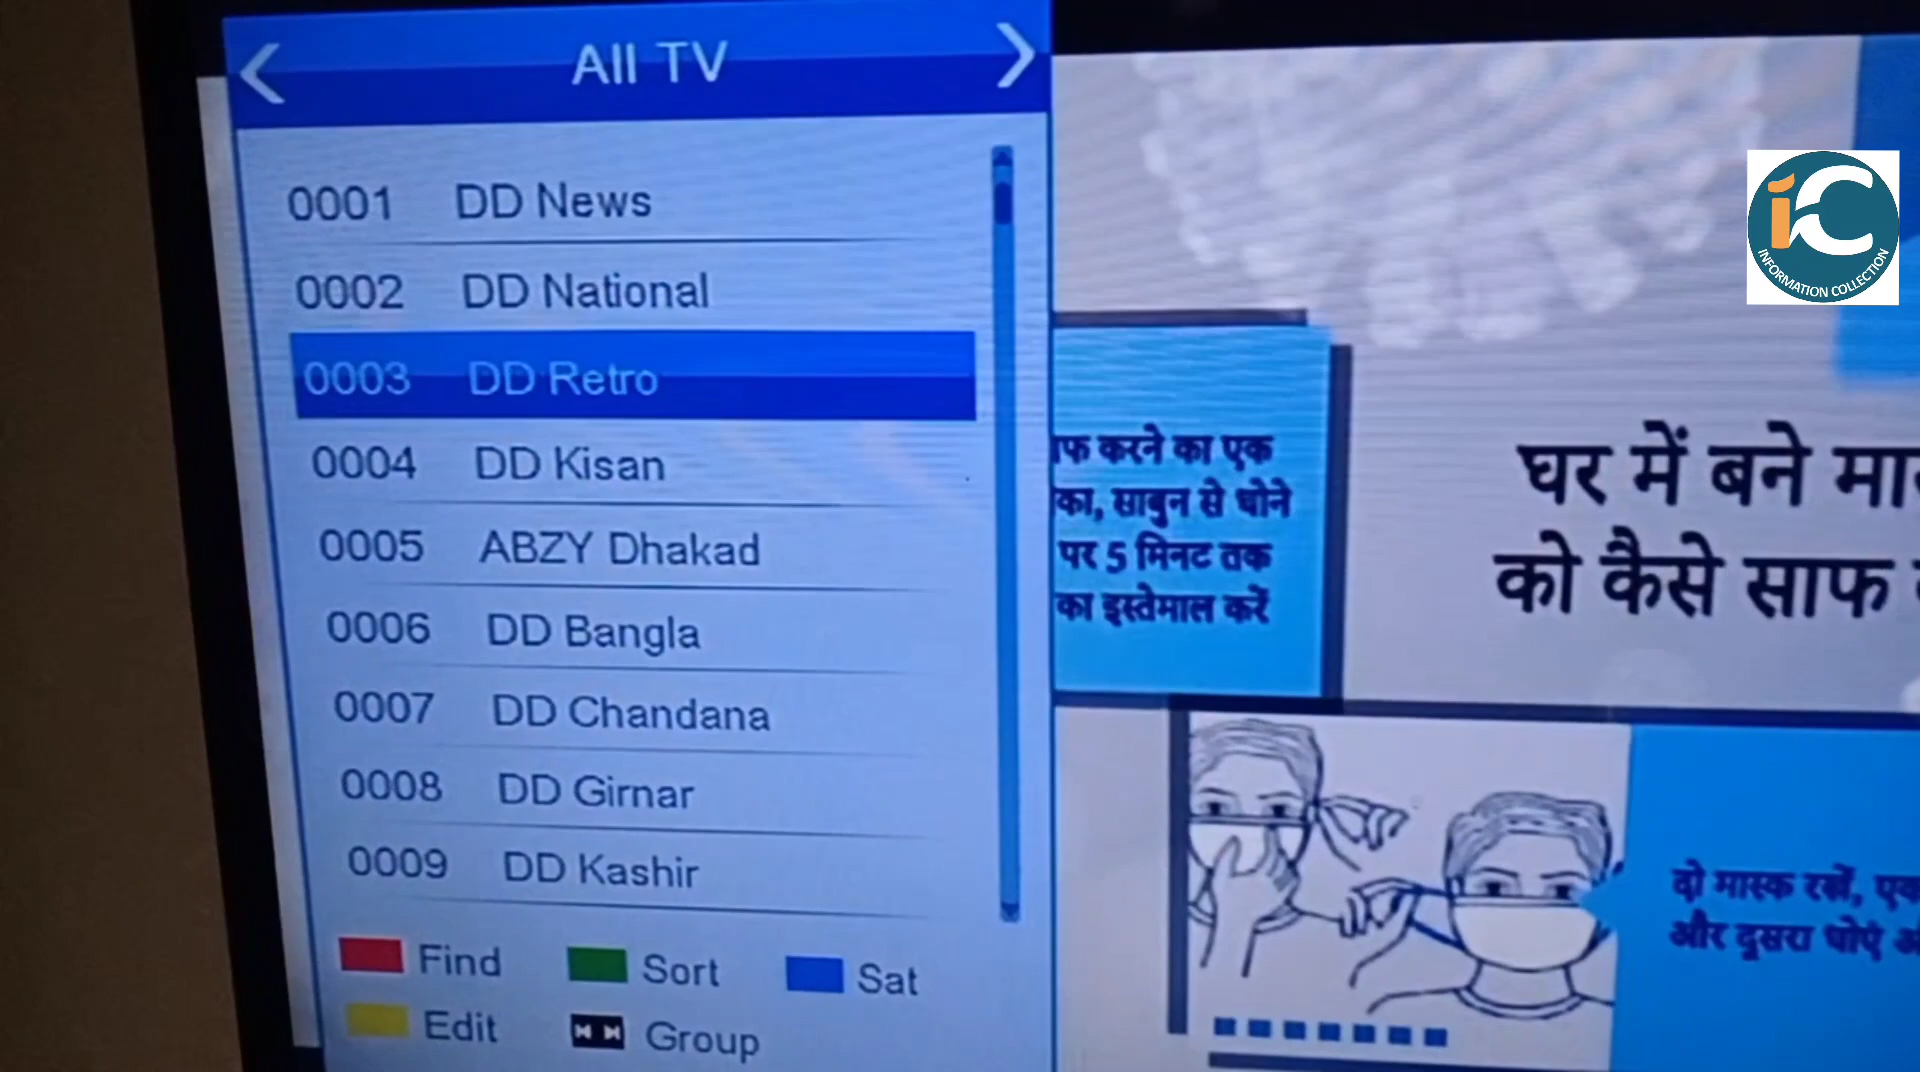 All TV
0001 DD News
0002 DD National
0003 DD Retro
0004 DD Kisan
0005 ABZY Dhakad
0006 DD Bangla
0007 DD Chandana
0008 DD Girnar
0009 DD Kashir
Find Sort Sat
Edit Group
करने का एक
का, साबुन से धोने
पर 5 मिनट तक
का इस्तेमाल करें
घर में बने
को कैसे साफ
दो मास्क रखें,
और दूसरा धोएं
iC
INFORMATION COLLECTION